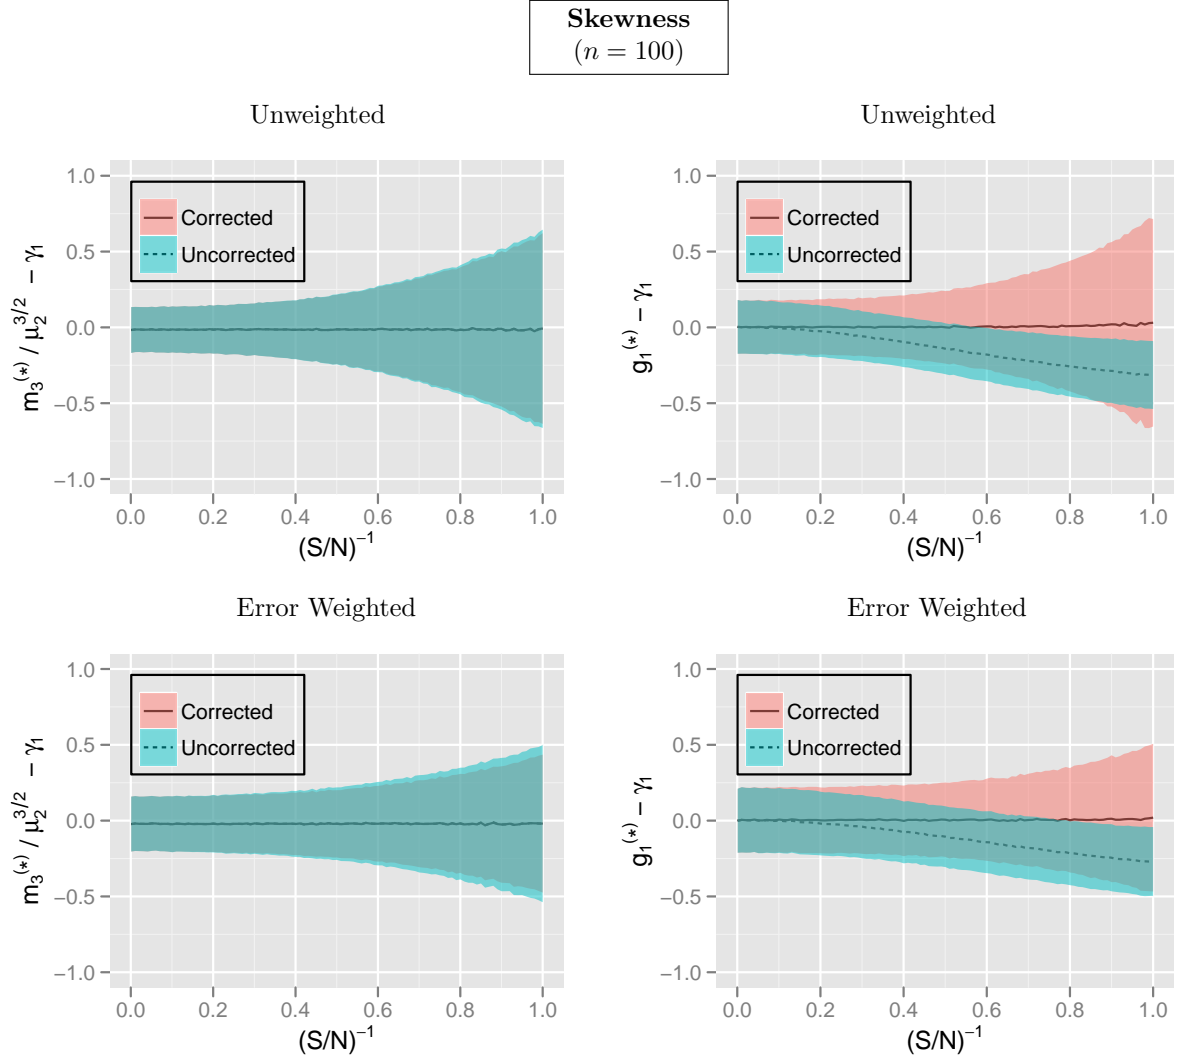 Skewness
(n = 100)
Unweighted
m₃⁽*⁾ / μ₂^3/2 − γ₁
1.0
0.5
0.0
−0.5
−1.0
Corrected
Uncorrected
0.0 0.2 0.4 0.6 0.8 1.0
(S/N)⁻¹
Unweighted
g₁⁽*⁾ − γ₁
1.0
0.5
0.0
−0.5
−1.0
Corrected
Uncorrected
0.0 0.2 0.4 0.6 0.8 1.0
(S/N)⁻¹
Error Weighted
m₃⁽*⁾ / μ₂^3/2 − γ₁
1.0
0.5
0.0
−0.5
−1.0
Corrected
Uncorrected
0.0 0.2 0.4 0.6 0.8 1.0
(S/N)⁻¹
Error Weighted
g₁⁽*⁾ − γ₁
1.0
0.5
0.0
−0.5
−1.0
Corrected
Uncorrected
0.0 0.2 0.4 0.6 0.8 1.0
(S/N)⁻¹